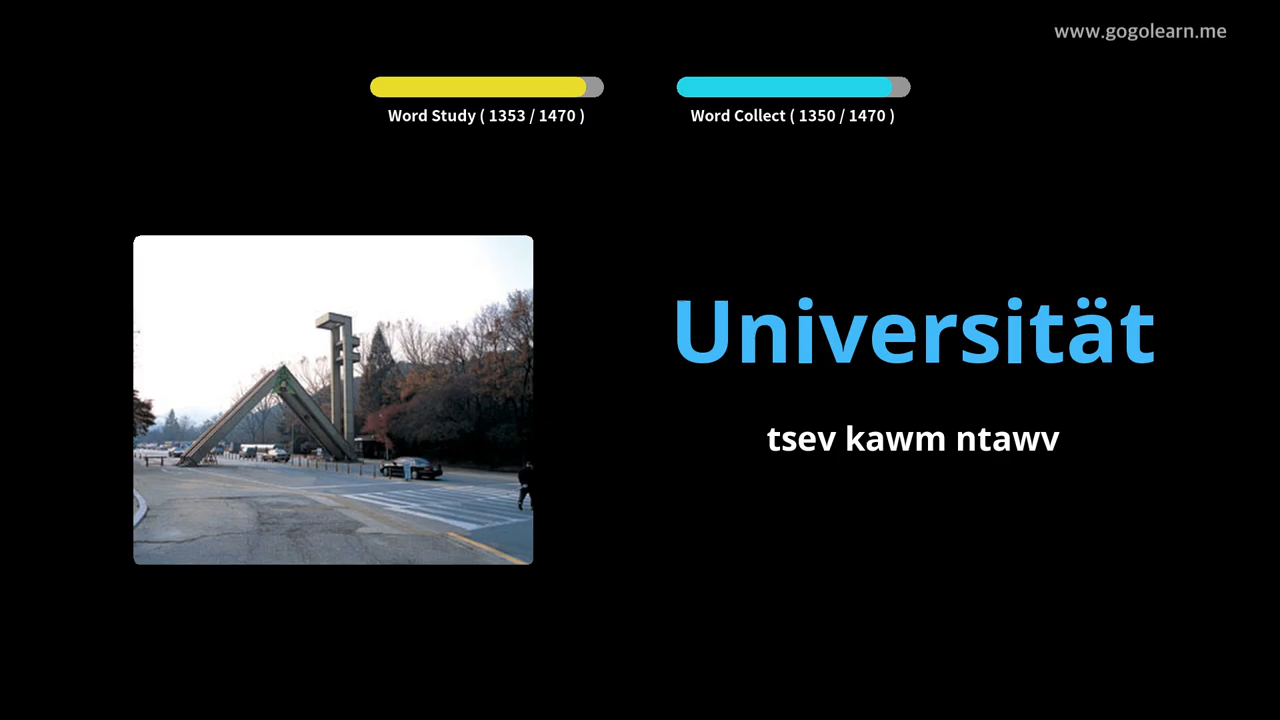 www.gogolearn.me
Word Study ( 1353 / 1470 )
Word Collect ( 1350 / 1470 )
Universität
tsev kawm ntawv